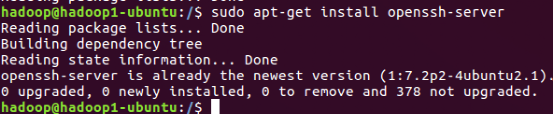 hadoop@hadoop1-ubuntu:/$ sudo apt-get install openssh-server
Reading package lists... Done
Building dependency tree
Reading state information... Done
openssh-server is already the newest version (1:7.2p2-4ubuntu2.1).
0 upgraded, 0 newly installed, 0 to remove and 378 not upgraded.
hadoop@hadoop1-ubuntu:/$